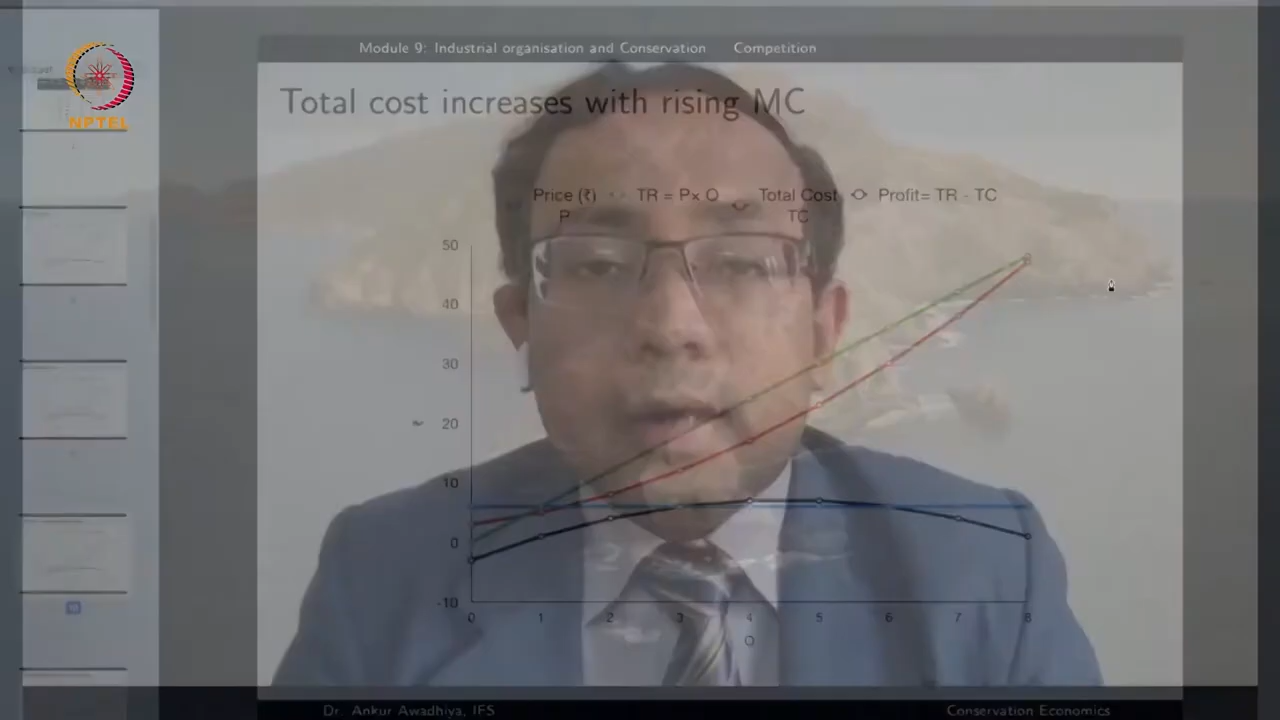 Module 9: Industrial organisation and Conservation Competition
NPTEL
Total cost increases with rising MC
Price (₹) TR = P× Q Total Cost Profit= TR - TC
P TC
50
40
30
₹ 20
10
0
-10
0 1 2 3 4 5 6 7 8
Q
Dr. Ankur Awadhiya, IFS Conservation Economics